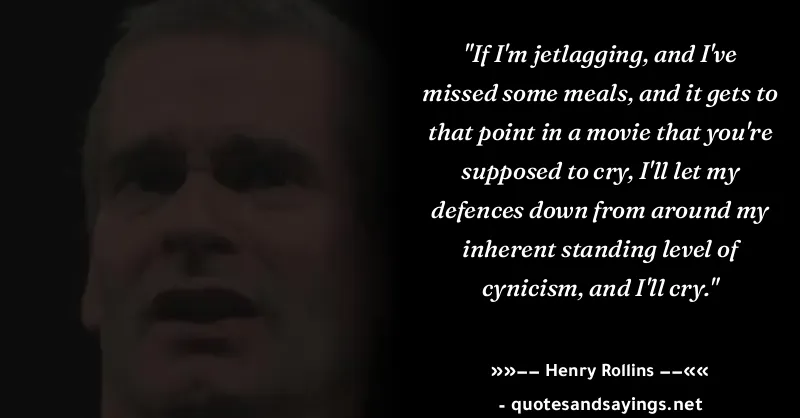 "If I'm jetlagging, and I've
missed some meals, and it gets to
that point in a movie that you're
supposed to cry, I'll let my
defences down from around my
inherent standing level of
cynicism, and I'll cry."
»»−− Henry Rollins −−««
- quotesandsayings.net